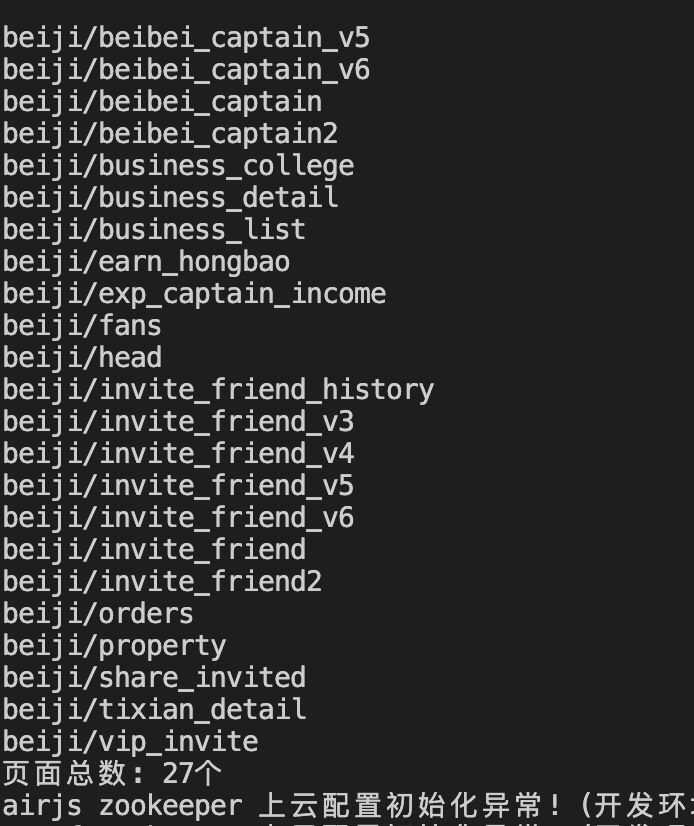 beiji/beibei_captain_v5
beiji/beibei_captain_v6
beiji/beibei_captain
beiji/beibei_captain2
beiji/business_college
beiji/business_detail
beiji/business_list
beiji/earn_hongbao
beiji/exp_captain_income
beiji/fans
beiji/head
beiji/invite_friend_history
beiji/invite_friend_v3
beiji/invite_friend_v4
beiji/invite_friend_v5
beiji/invite_friend_v6
beiji/invite_friend
beiji/invite_friend2
beiji/orders
beiji/property
beiji/share_invited
beiji/tixian_detail
beiji/vip_invite
页面总数: 27个
airjs zookeeper 上云配置初始化异常! (开发环